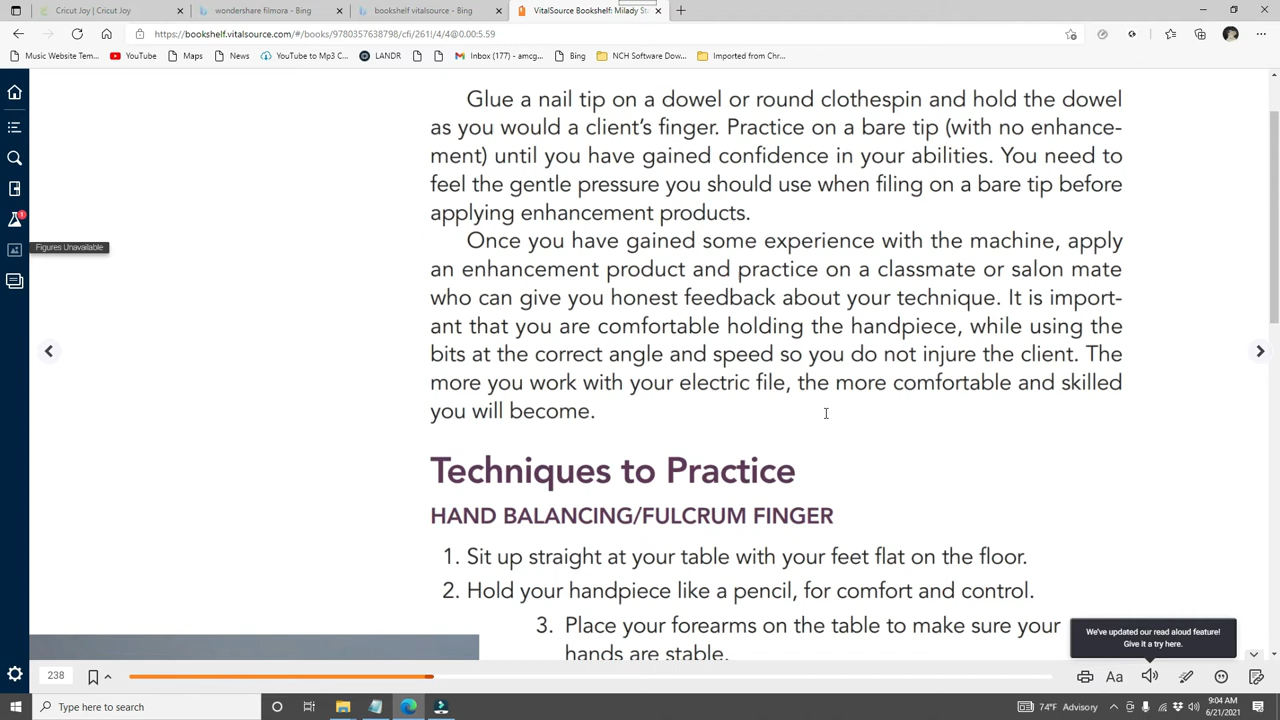 Cricut Joy | Cricut Joy
wondershare filmora - Bing
bookshelf vitalsource - Bing
VitalSource Bookshelf: Milady St
https://bookshelf.vitalsource.com/#/books/9780357638798/cfi/261!/4/4@0.00:5.59
Music Website Tem...
YouTube
Maps
News
YouTube to Mp3 C...
LANDR
Inbox (177) - amcg...
Bing
NCH Software Dow...
Imported from Chr...
Glue a nail tip on a dowel or round clothespin and hold the dowel
as you would a client's finger. Practice on a bare tip (with no enhance-
ment) until you have gained confidence in your abilities. You need to
feel the gentle pressure you should use when filing on a bare tip before
applying enhancement products.
Once you have gained some experience with the machine, apply
an enhancement product and practice on a classmate or salon mate
who can give you honest feedback about your technique. It is import-
ant that you are comfortable holding the handpiece, while using the
bits at the correct angle and speed so you do not injure the client. The
more you work with your electric file, the more comfortable and skilled
you will become.
1
Figures Unavailable
Techniques to Practice
HAND BALANCING/FULCRUM FINGER
1. Sit up straight at your table with your feet flat on the floor.
2. Hold your handpiece like a pencil, for comfort and control.
3. Place your forearms on the table to make sure your
hands are stable.
We've updated our read aloud feature!
Give it a try here.
238
Aa
Type here to search
74°F Advisory
9:04 AM
6/21/2021